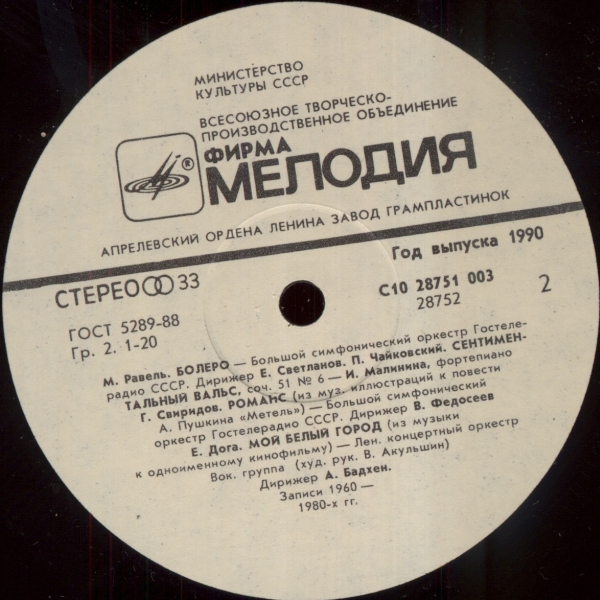 МИНИСТЕРСТВО
КУЛЬТУРЫ СССР
ВСЕСОЮЗНОЕ ТВОРЧЕСКО-
ПРОИЗВОДСТВЕННОЕ ОБЪЕДИНЕНИЕ
ФИРМА
®
МЕЛОДИЯ
АПРЕЛЕВСКИЙ ОРДЕНА ЛЕНИНА ЗАВОД ГРАМПЛАСТИНОК
Год выпуска 1990
СТЕРЕО 33
С10 28751 003
28752
2
ГОСТ 5289-88
Гр. 2. 1-20
М. Равель. БОЛЕРО — Большой симфонический оркестр Гостеле-
радио СССР. Дирижер Е. Светланов. П. Чайковский. СЕНТИМЕН-
ТАЛЬНЫЙ ВАЛЬС, соч. 51 № 6 — И. Малинина, фортепиано
Г. Свиридов. РОМАНС (из муз. иллюстраций к повести
А. Пушкина «Метель») — Большой симфонический
оркестр Гостелерадио СССР. Дирижер В. Федосеев
Е. Дога. МОЙ БЕЛЫЙ ГОРОД (из музыки
к одноименному кинофильму) — Лен. концертный оркестр
Вок. группа (худ. рук. В. Акульшин)
Дирижер А. Бадхен.
Записи 1960 —
1980-х гг.